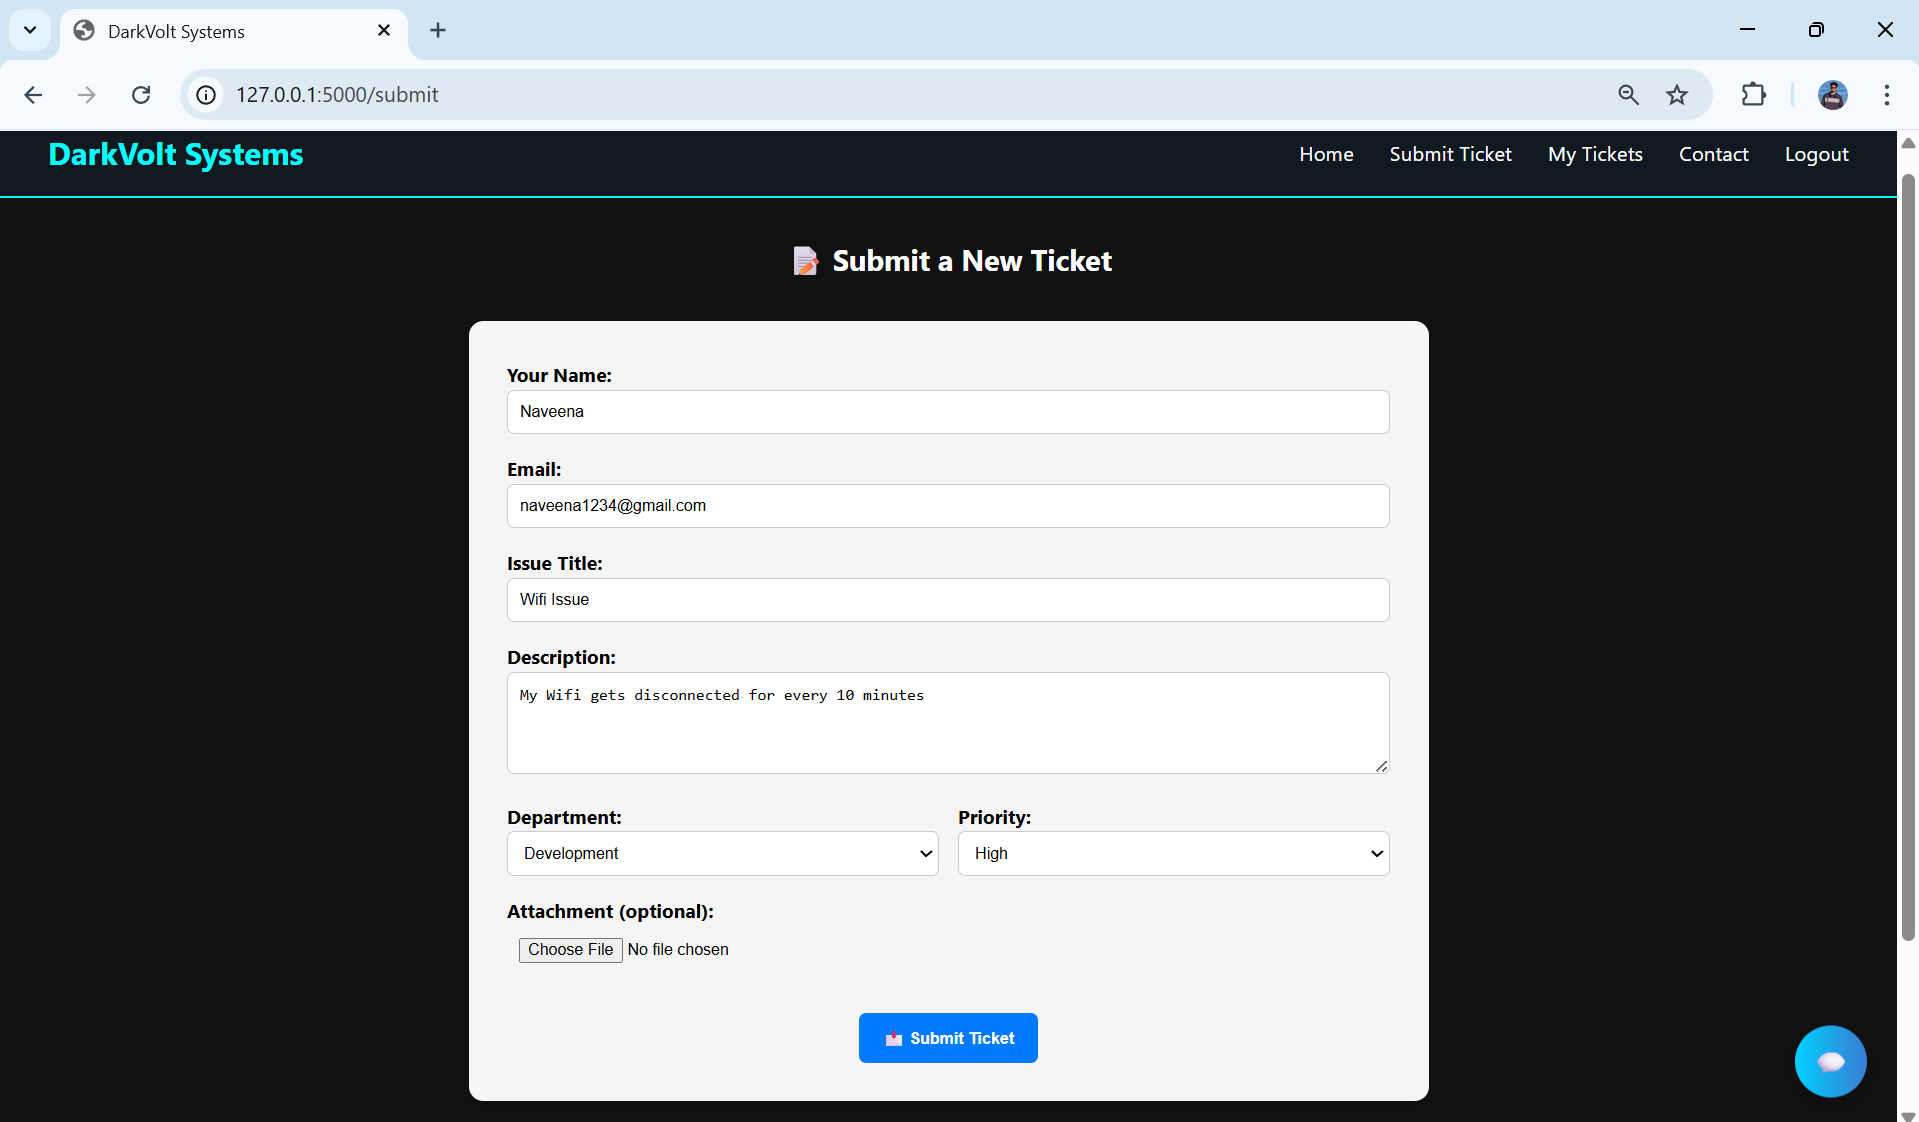 DarkVolt Systems
127.0.0.1:5000/submit
DarkVolt Systems
Home Submit Ticket My Tickets Contact Logout
Submit a New Ticket
Your Name:
Naveena
Email:
naveena1234@gmail.com
Issue Title:
Wifi Issue
Description:
My Wifi gets disconnected for every 10 minutes
Department: Priority:
Development High
Attachment (optional):
Choose File No file chosen
Submit Ticket